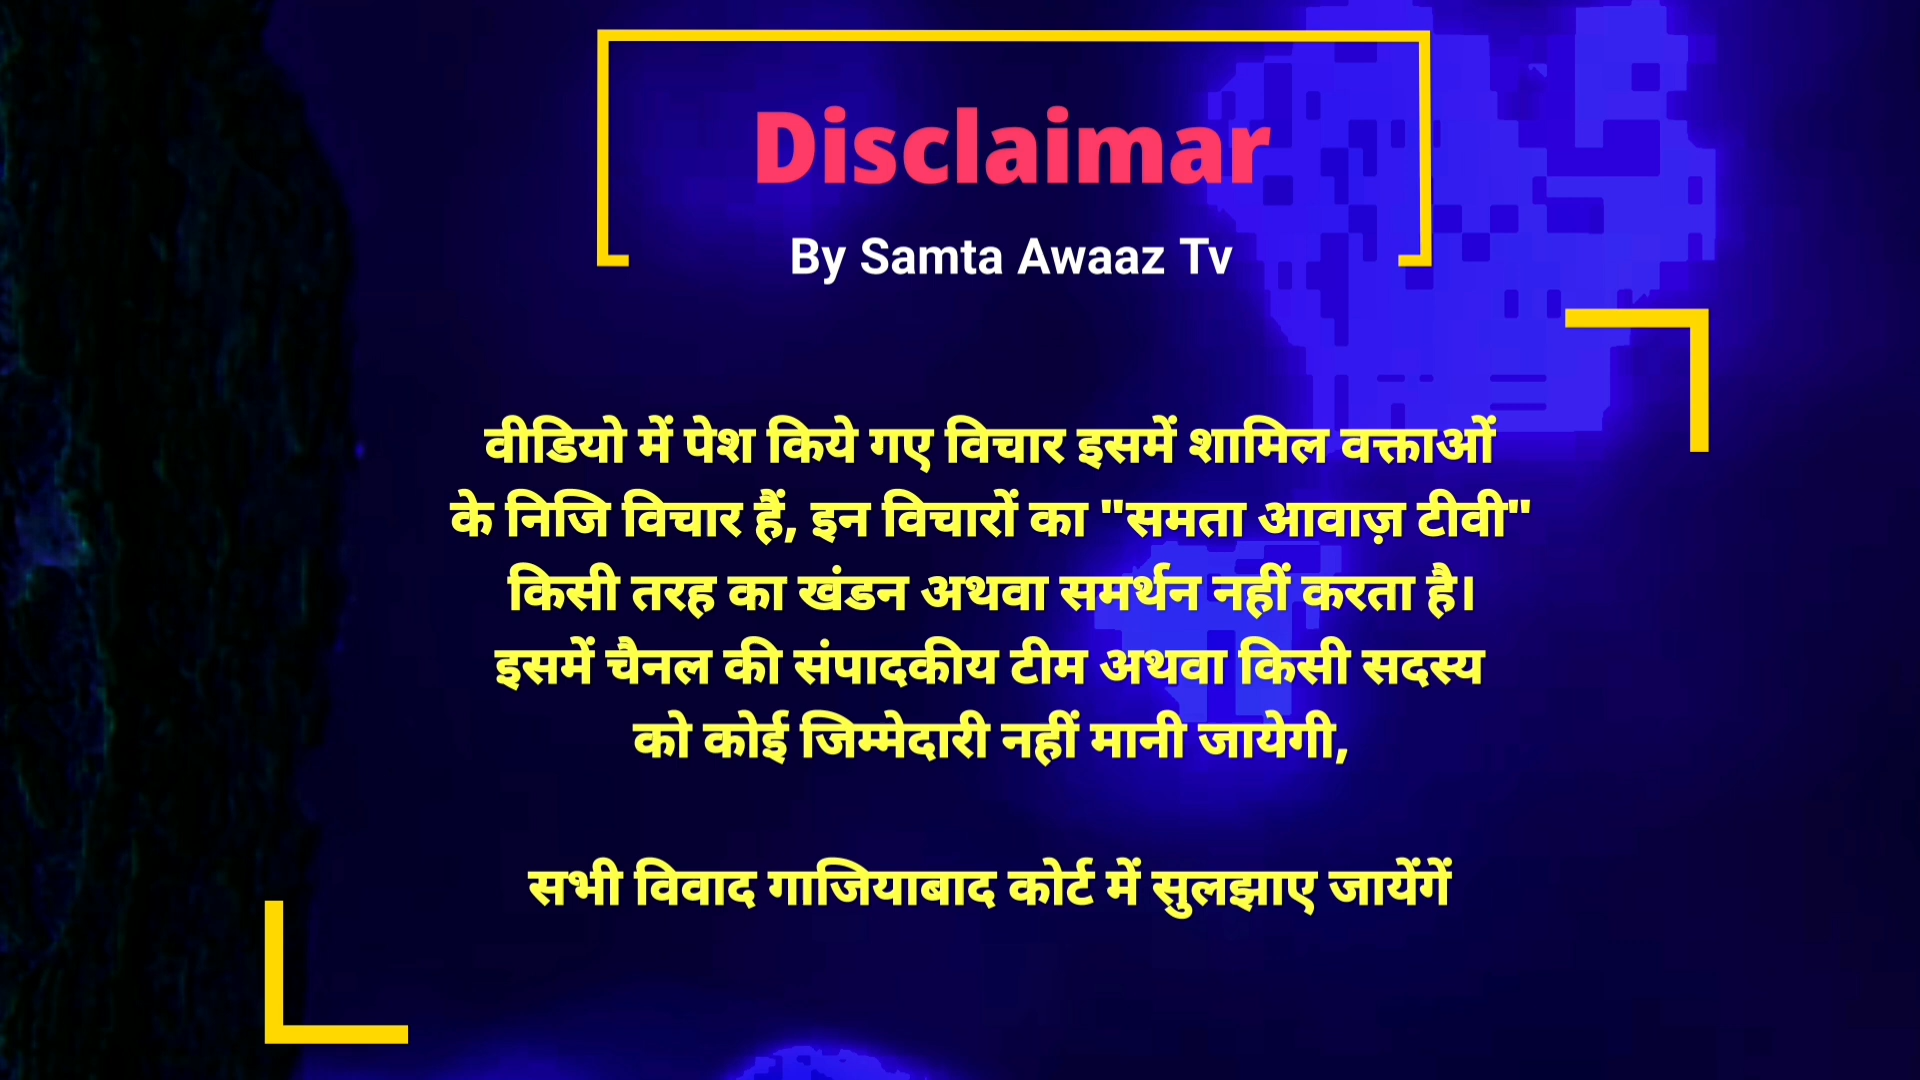 Disclaimar
By Samta Awaaz Tv
वीडियो में पेश किये गए विचार इसमें शामिल वक्ताओं
के निजि विचार हैं, इन विचारों का "समता आवाज़ टीवी"
किसी तरह का खंडन अथवा समर्थन नहीं करता है।
इसमें चैनल की संपादकीय टीम अथवा किसी सदस्य
को कोई जिम्मेदारी नहीं मानी जायेगी,
सभी विवाद गाजियाबाद कोर्ट में सुलझाए जायेंगें